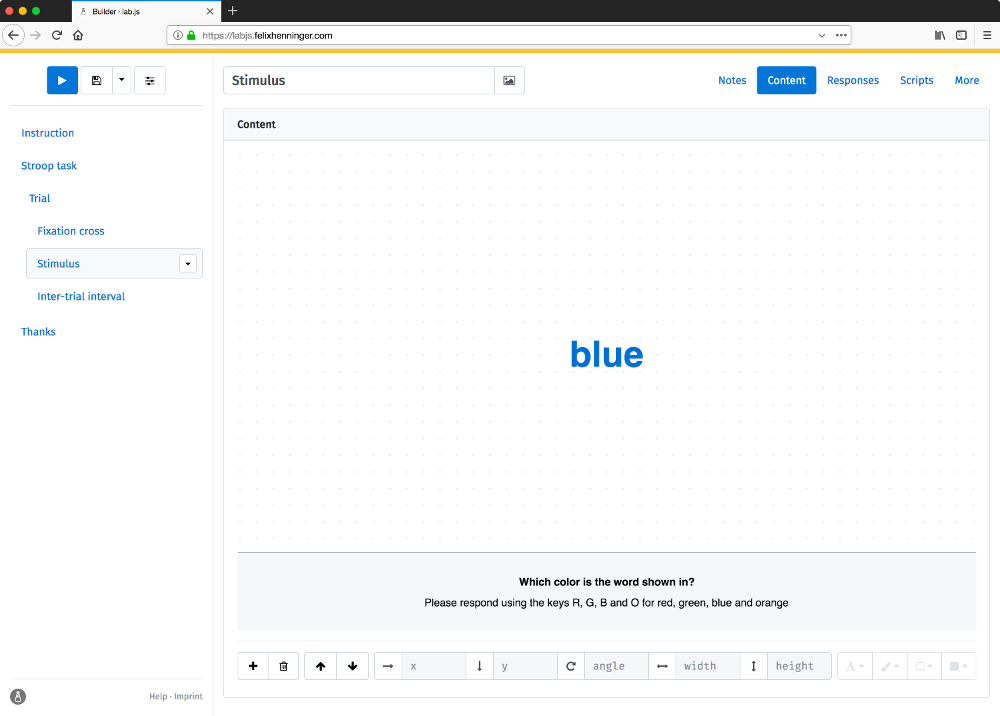 Builder · lab.js
https://labjs.felixhenninger.com
Stimulus
Notes
Content
Responses
Scripts
More
Instruction
Stroop task
Trial
Fixation cross
Stimulus
Inter-trial interval
Thanks
Content
blue
Which color is the word shown in?
Please respond using the keys R, G, B and O for red, green, blue and orange
x
y
angle
width
height
A
Help · Imprint